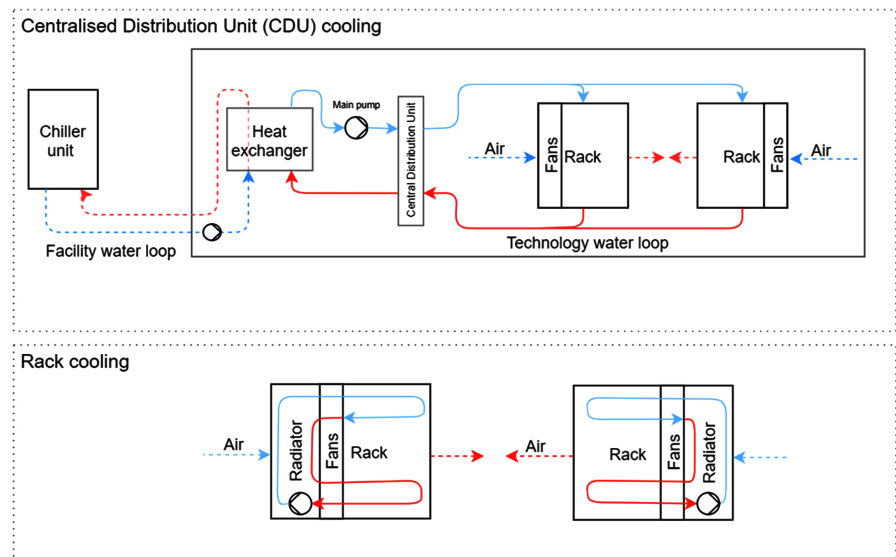 Centralised Distribution Unit (CDU) cooling
Chiller
unit
Heat
exchanger
Main pump
Central Distribution Unit
Air
Fans
Rack
Rack
Fans
Air
Facility water loop
Technology water loop
Rack cooling
Air
Radiator
Fans
Rack
Air
Rack
Fans
Radiator